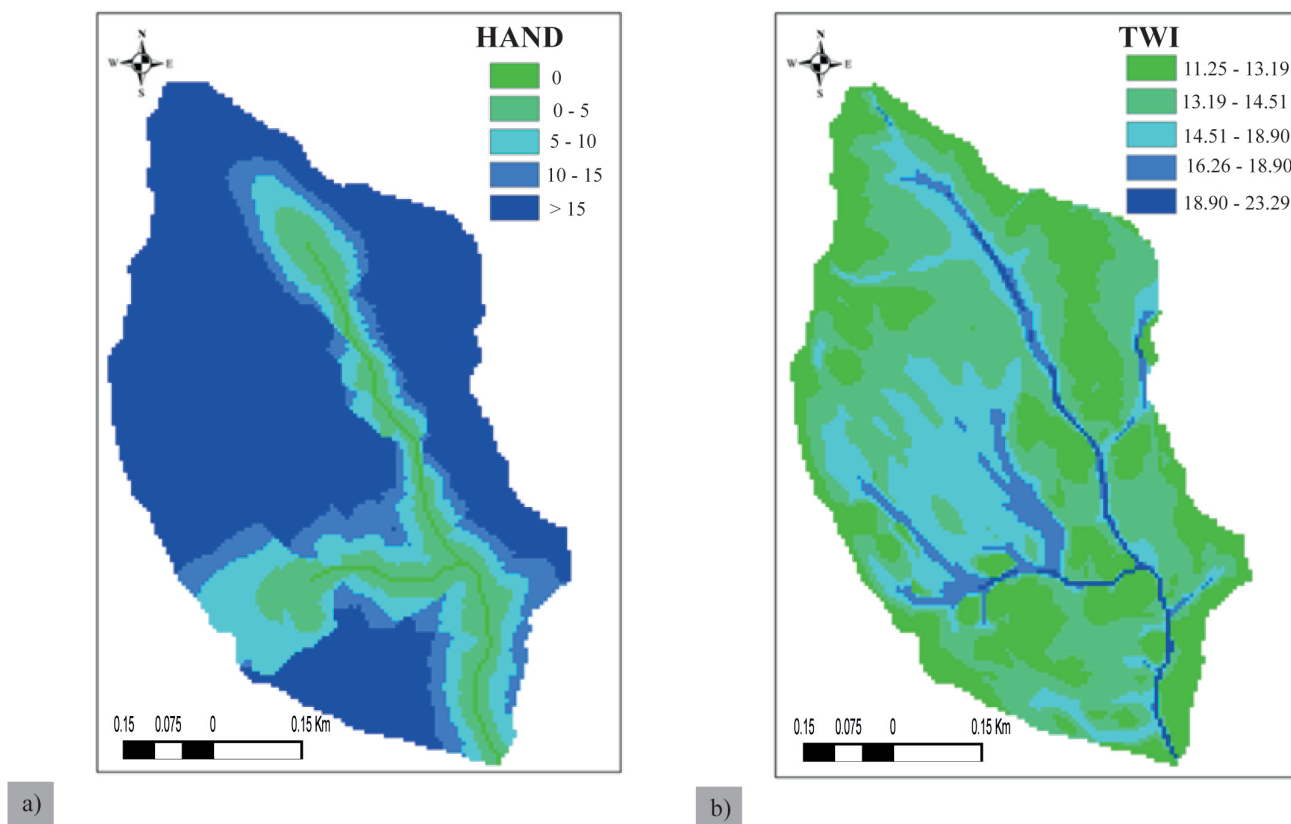 HAND
N
W E
S
0
0 - 5
5 - 10
10 - 15
> 15
0.15 0.075 0 0.15 Km
a)
TWI
N
W E
S
11.25 - 13.19
13.19 - 14.51
14.51 - 18.90
16.26 - 18.90
18.90 - 23.29
0.15 0.075 0 0.15 Km
b)